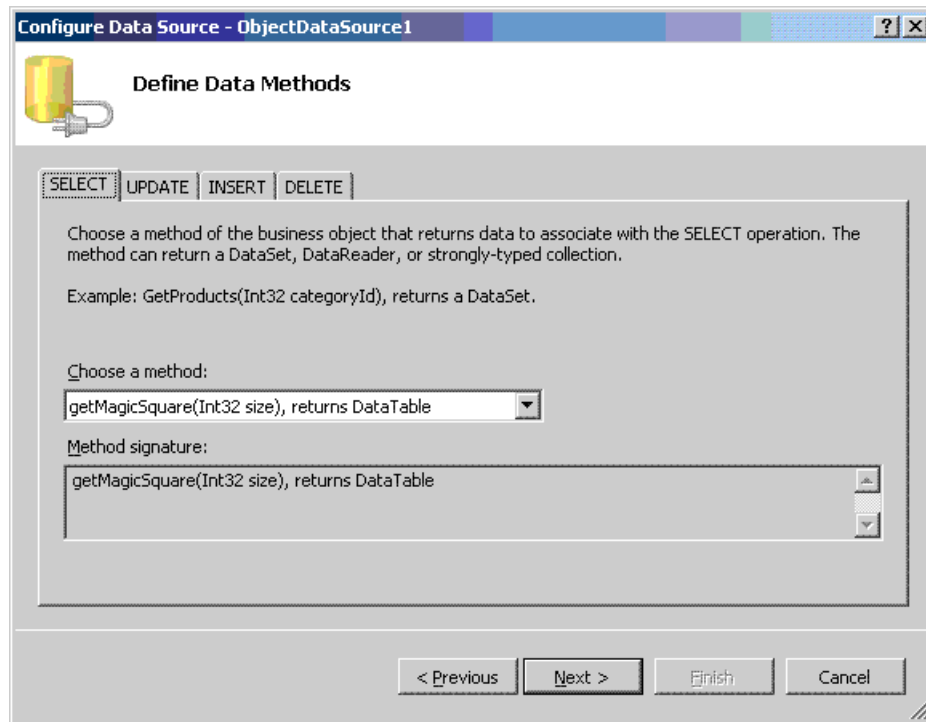 Configure Data Source - ObjectDataSource1
Define Data Methods
SELECT UPDATE INSERT DELETE
Choose a method of the business object that returns data to associate with the SELECT operation. The
method can return a DataSet, DataReader, or strongly-typed collection.
Example: GetProducts(Int32 categoryId), returns a DataSet.
Choose a method:
getMagicSquare(Int32 size), returns DataTable
Method signature:
getMagicSquare(Int32 size), returns DataTable
< Previous Next > Finish Cancel